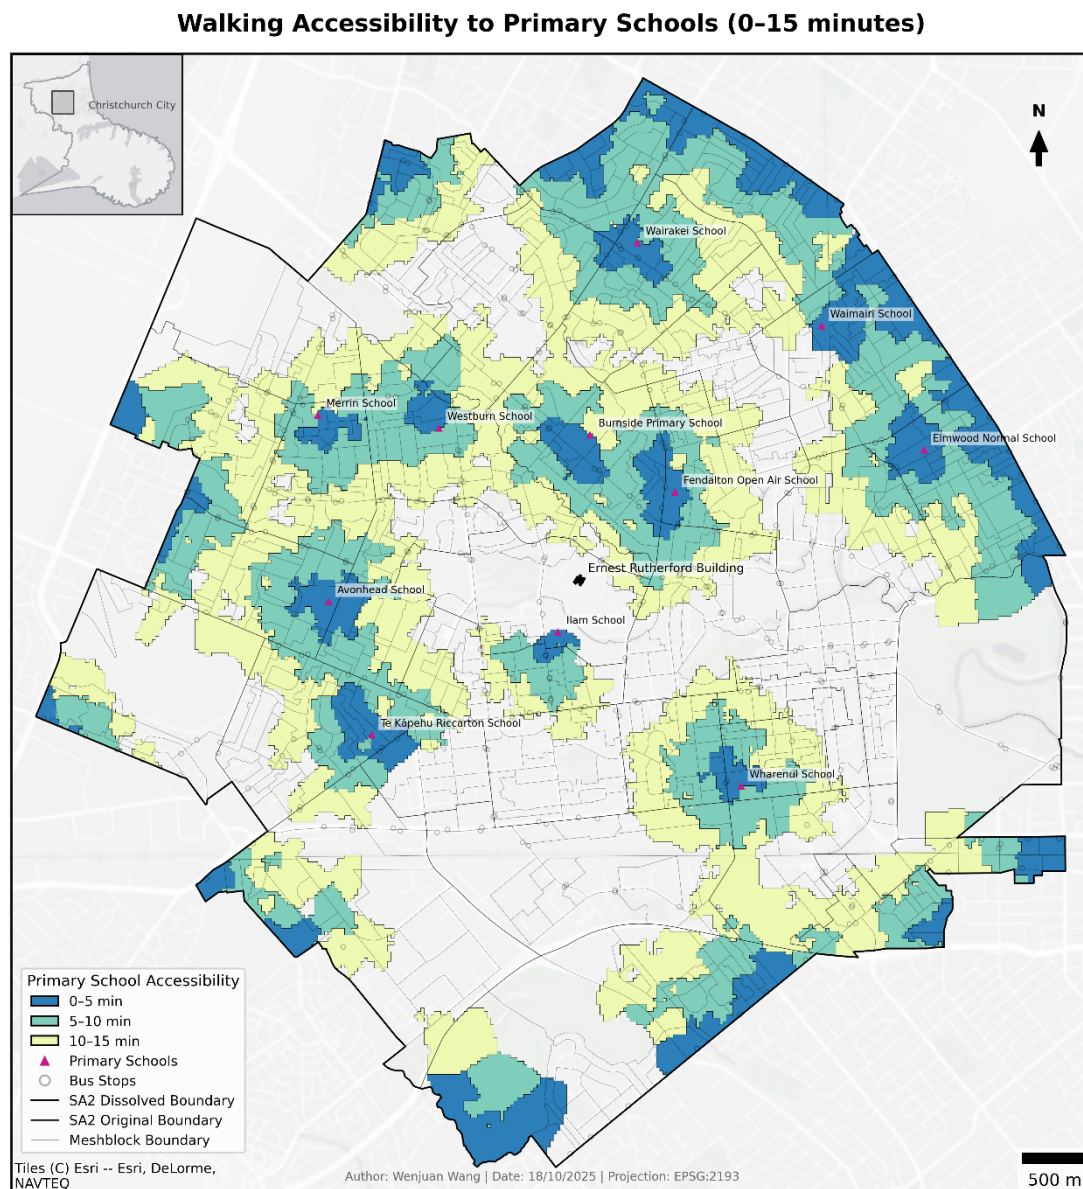 Walking Accessibility to Primary Schools (0–15 minutes)
Christchurch City
N
Wairakei School
Waimairi School
Merrin School
Westburn School
Burnside Primary School
Elmwood Normal School
Fendalton Open Air School
Ernest Rutherford Building
Avonhead School
Ilam School
Te Kāpehu Riccarton School
Wharenui School
Primary School Accessibility
0–5 min
5–10 min
10–15 min
Primary Schools
Bus Stops
SA2 Dissolved Boundary
SA2 Original Boundary
Meshblock Boundary
Tiles (C) Esri -- Esri, DeLorme,
NAVTEQ
Author: Wenjuan Wang | Date: 18/10/2025 | Projection: EPSG:2193
500 m